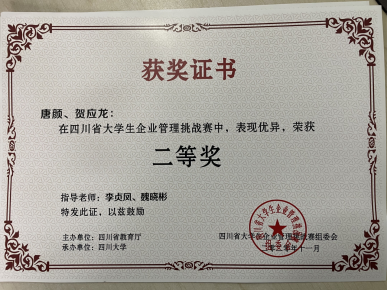 获奖证书
唐颜、贺应龙：
在四川省大学生企业管理挑战赛中，表现优异，荣获
二等奖
指导老师：李贞凤、魏晓彬
特发此证，以兹鼓励
主办单位：四川省教育厅
承办单位：四川大学
四川省大学生企业管理挑战赛组委会
十一月